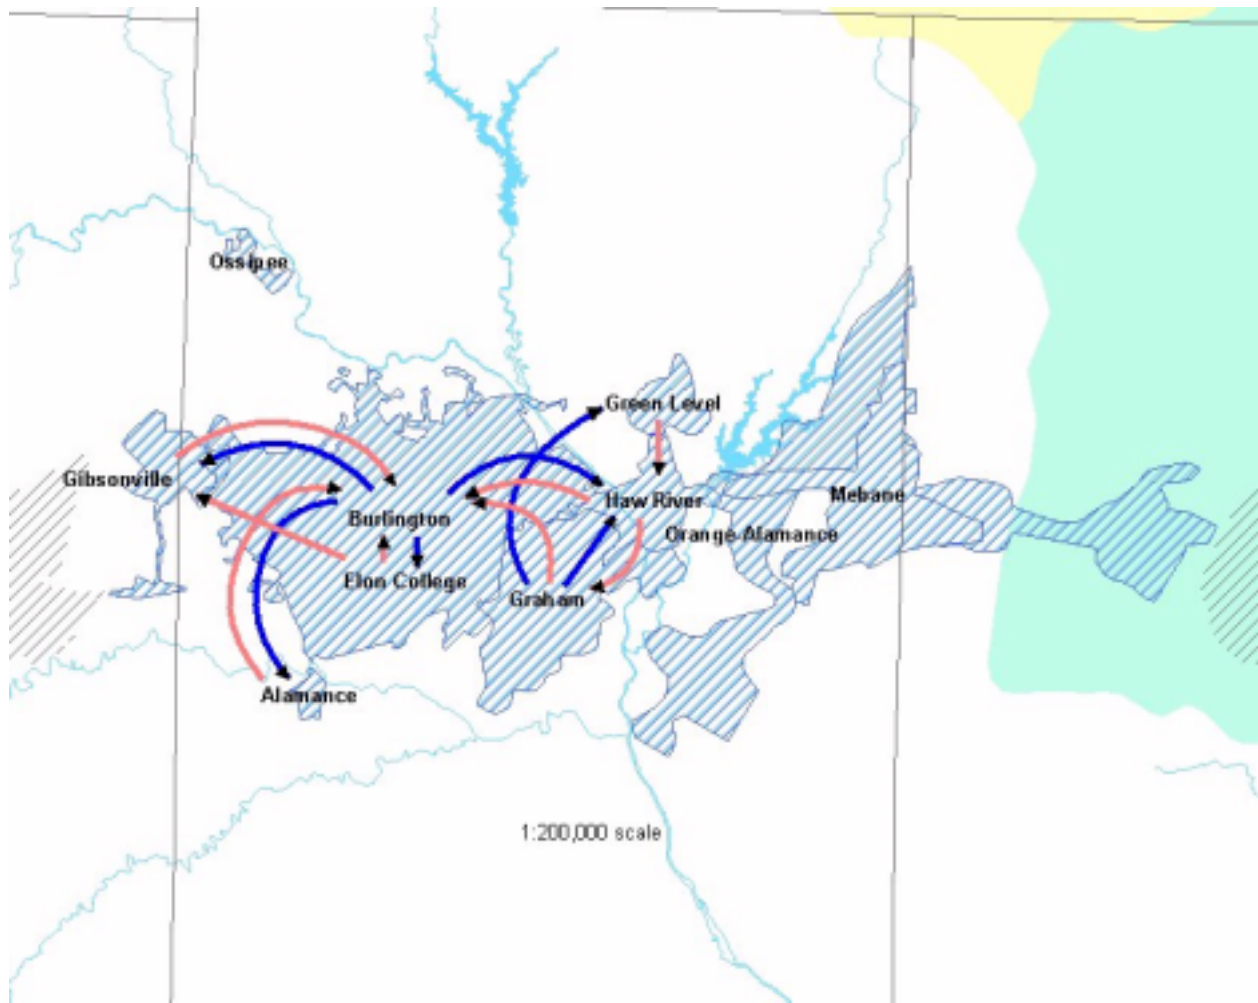 Ossipee
Green Level
Gibsonville
Mebane
Haw River
Burlington
Orange-Alamance
Elon College
Graham
Alamance
1:200,000 scale